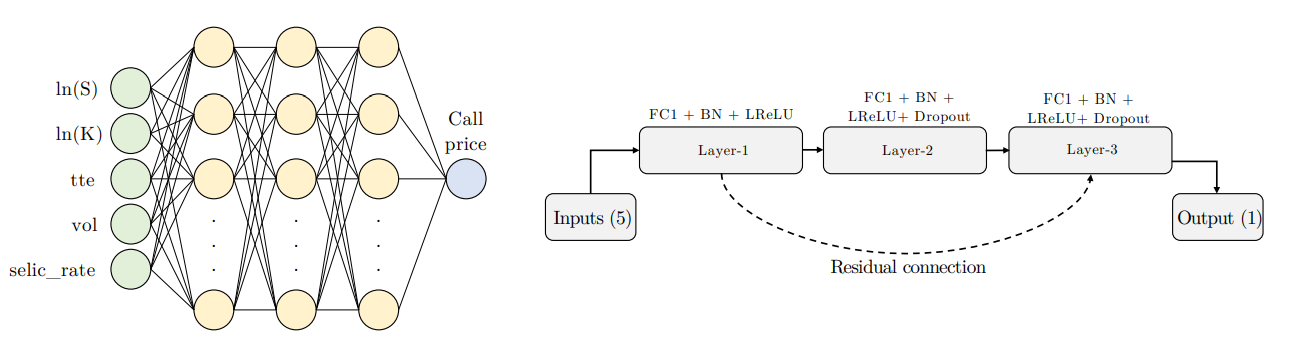 ln(S)
ln(K)
tte
vol
selic_rate
Call
price
FC1 + BN + LReLU
Layer-1
FC1 + BN +
LReLU+ Dropout
Layer-2
FC1 + BN +
LReLU+ Dropout
Layer-3
Inputs (5)
Output (1)
Residual connection